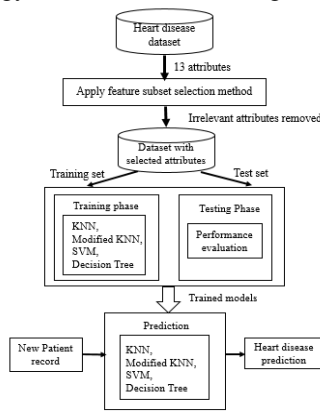 Heart disease
dataset
13 attributes
Apply feature subset selection method
Irrelevant attributes removed
Dataset with
selected attributes
Training set
Test set
Training phase
KNN,
Modified KNN,
SVM,
Decision Tree
Testing Phase
Performance
evaluation
Trained models
Prediction
KNN,
Modified KNN,
SVM,
Decision Tree
New Patient
record
Heart disease
prediction